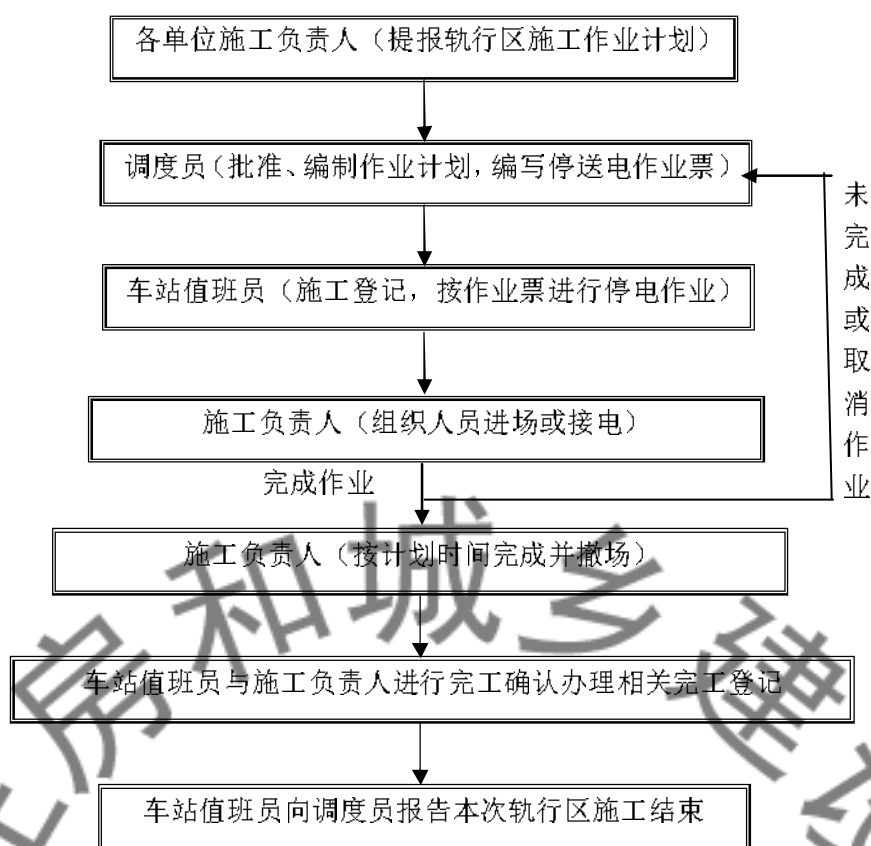 各单位施工负责人（提报轨行区施工作业计划）
调度员（批准、编制作业计划，编写停送电作业票）
未
完
成
或
取
消
作
业
车站值班员（施工登记，按作业票进行停电作业）
施工负责人（组织人员进场或接电）
完成作业
施工负责人（按计划时间完成并撤场）
车站值班员与施工负责人进行完工确认办理相关完工登记
车站值班员向调度员报告本次轨行区施工结束
房和城乡建设